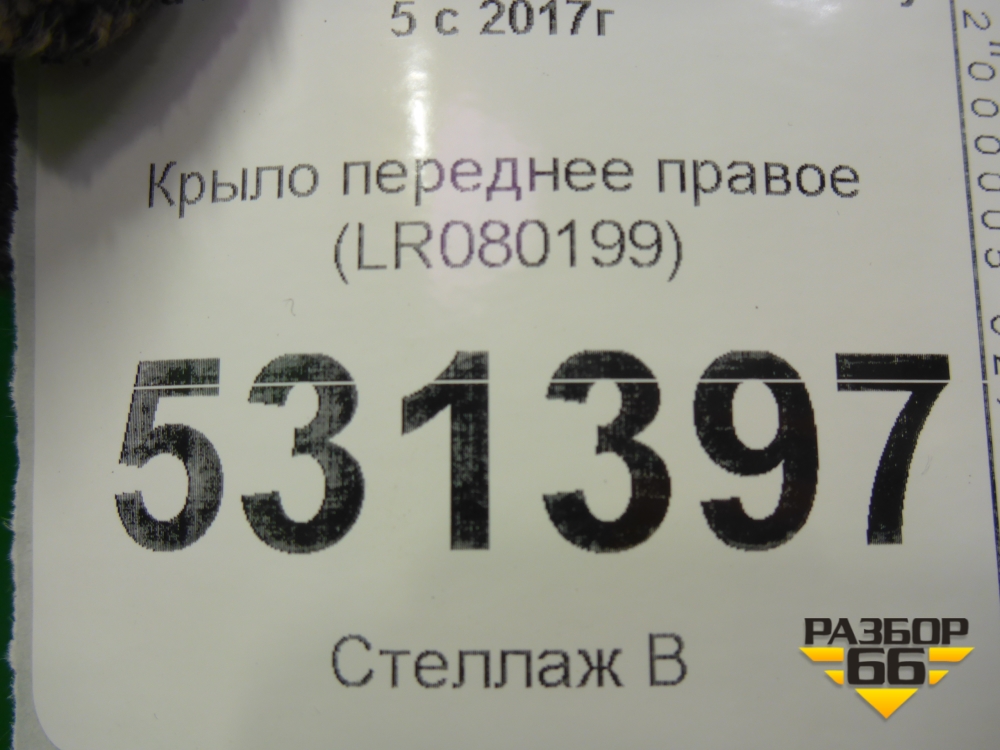 5 с 2017г
Крыло переднее правое
(LR080199)
531397
Стеллаж В
РАЗБОР
66